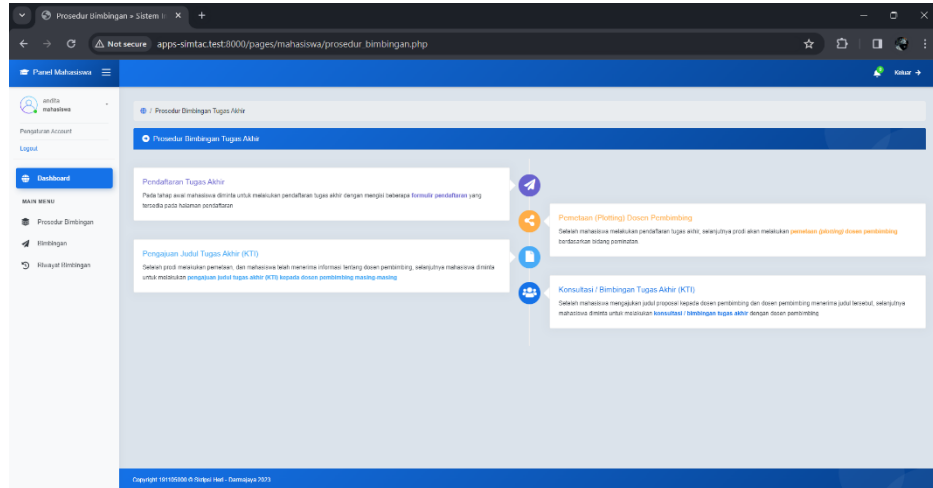 Prosedur Bimbingan » Sistem I
Not secure apps-simtac.test:8000/pages/mahasiswa/prosedur_bimbingan.php
Panel Mahasiswa
Keluar
andita
mahasiswa
Pengaturan Account
Logout
Dashboard
MAIN MENU
Prosedur Bimbingan
Bimbingan
Riwayat Bimbingan
/ Prosedur Bimbingan Tugas Akhir
Prosedur Bimbingan Tugas Akhir
Pendaftaran Tugas Akhir
Pada tahap awal mahasiswa diminta untuk melakukan pendaftaran tugas akhir dengan mengisi beberapa formulir pendaftaran yang
tersedia pada halaman pendaftaran
Pemetaan (Plotting) Dosen Pembimbing
Setelah mahasiswa melakukan pendaftaran tugas akhir, selanjutnya prodi akan melakukan pemetaan (plotting) dosen pembimbing
berdasarkan bidang peminatan
Pengajuan Judul Tugas Akhir (KTI)
Setelah prodi melakukan pemetaan, dan mahasiswa telah menerima informasi tentang dosen pembimbing, selanjutnya mahasiswa diminta
untuk melakukan pengajuan judul tugas akhir (KTI) kepada dosen pembimbing masing-masing
Konsultasi / Bimbingan Tugas Akhir (KTI)
Setelah mahasiswa mengajukan judul proposal kepada dosen pembimbing dan dosen pembimbing menerima judul tersebut, selanjutnya
mahasiswa diminta untuk melakukan konsultasi / bimbingan tugas akhir dengan dosen pembimbing
Copyright 191105000 © Skripsi Heri - Darmajaya 2023